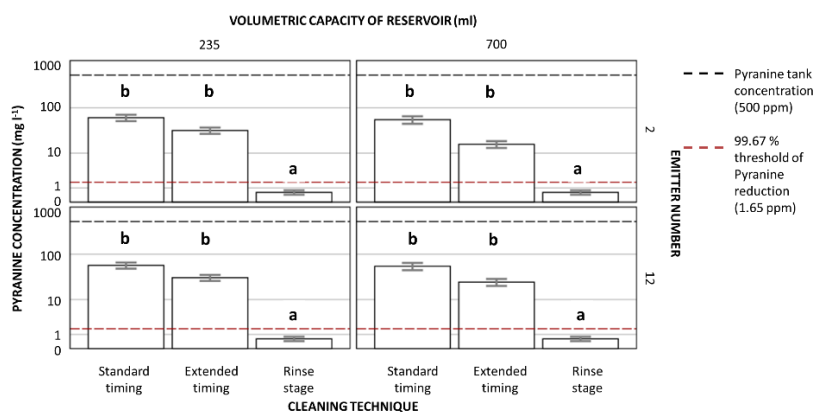 VOLUMETRIC CAPACITY OF RESERVOIR (ml)
235
700
1000
100
10
1
0
b
b
a
b
b
a
2
1000
100
10
1
0
b
b
a
b
b
a
12
PYRANINE CONCENTRATION (mg l⁻¹)
EMITTER NUMBER
Standard timing
Extended timing
Rinse stage
Standard timing
Extended timing
Rinse stage
CLEANING TECHNIQUE
Pyranine tank
concentration
(500 ppm)
99.67 %
threshold of
Pyranine
reduction
(1.65 ppm)